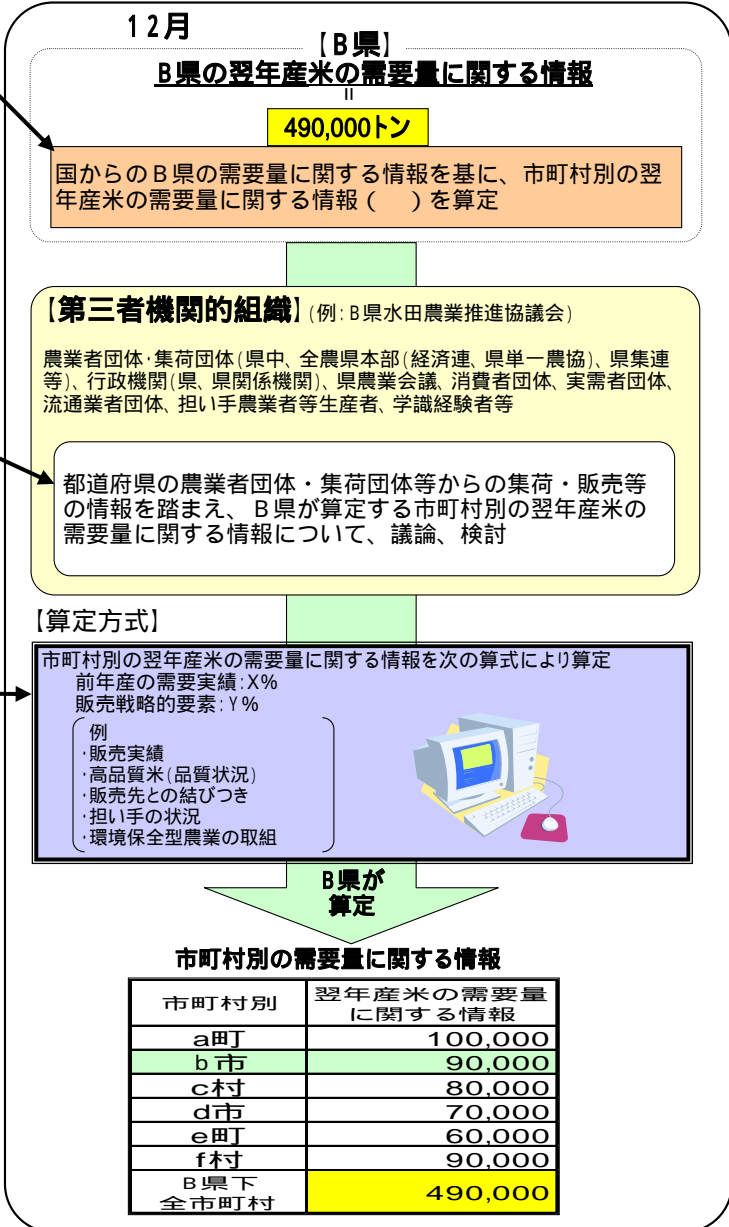 12月
【B県】
B県の翌年産米の需要量に関する情報
=
490,000トン
国からのB県の需要量に関する情報を基に、市町村別の翌
年産米の需要量に関する情報(　)を算定
【第三者機関的組織】(例:B県水田農業推進協議会)
農業者団体・集荷団体(県中、全農県本部(経済連、県単一農協)、県集連
等)、行政機関(県、県関係機関)、県農業会議、消費者団体、実需者団体、
流通業者団体、担い手農業者等生産者、学識経験者等
都道府県の農業者団体・集荷団体等からの集荷・販売等
の情報を踏まえ、B県が算定する市町村別の翌年産米の
需要量に関する情報について、議論、検討
【算定方式】
市町村別の翌年産米の需要量に関する情報を次の算式により算定
前年産の需要実績:X%
販売戦略的要素:Y%
例
・販売実績
・高品質米(品質状況)
・販売先との結びつき
・担い手の状況
・環境保全型農業の取組
B県が
算定
市町村別の需要量に関する情報
市町村別 翌年産米の需要量
に関する情報
a町 100,000
b市 90,000
c村 80,000
d市 70,000
e町 60,000
f村 90,000
B県下
全市町村 490,000